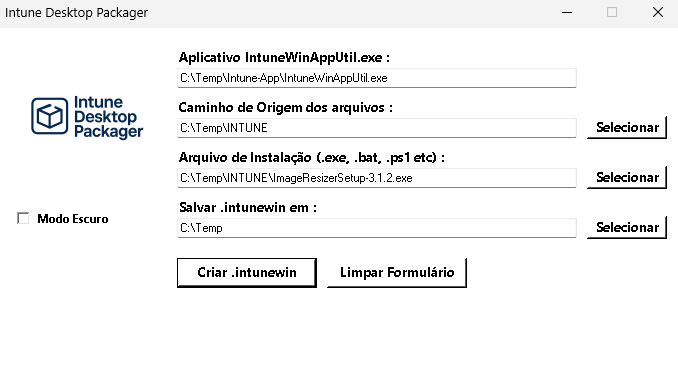 Intune Desktop Packager
Aplicativo IntuneWinAppUtil.exe :
C:\Temp\Intune-App\IntuneWinAppUtil.exe
Intune
Desktop
Packager
Caminho de Origem dos arquivos :
C:\Temp\INTUNE
Selecionar
Arquivo de Instalação (.exe, .bat, .ps1 etc) :
C:\Temp\INTUNE\ImageResizerSetup-3.1.2.exe
Selecionar
Salvar .intunewin em :
Modo Escuro
C:\Temp
Selecionar
Criar .intunewin
Limpar Formulário